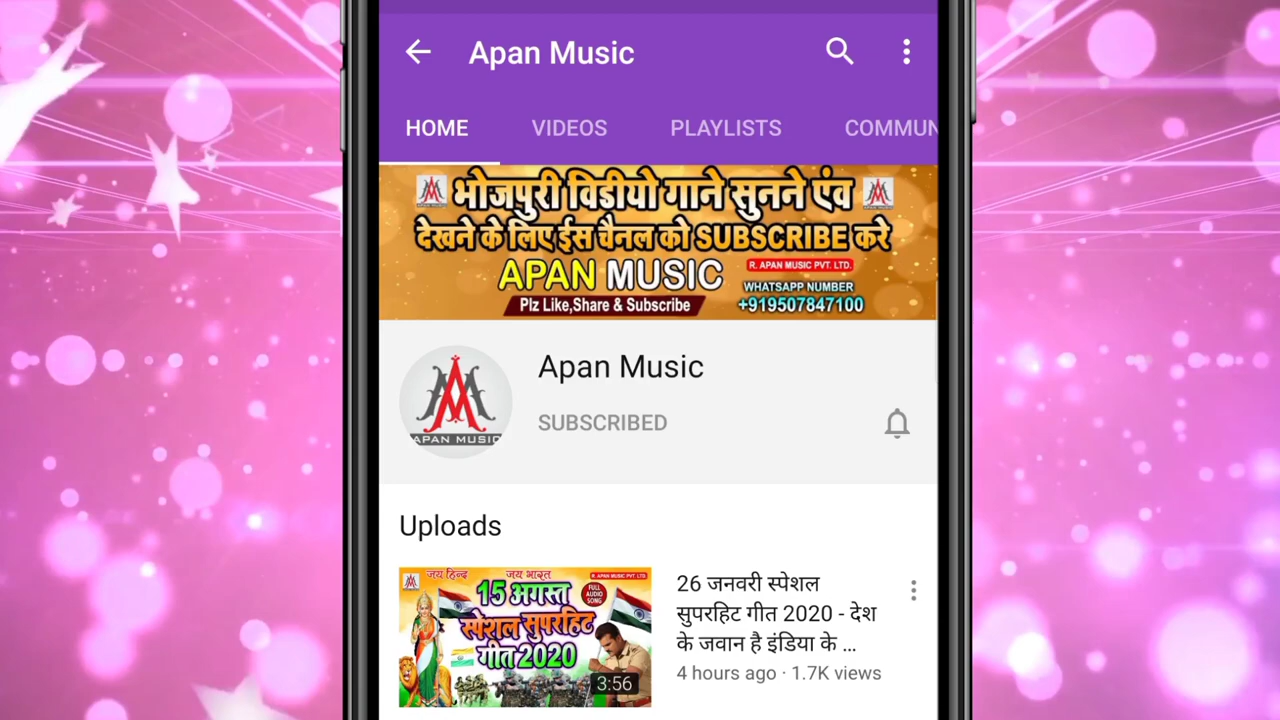 Apan Music
HOME VIDEOS PLAYLISTS COMMUN
भोजपुरी विडीयो गाने सुनने एंव
देखने के लिए ईस चैनल को SUBSCRIBE करे
APAN MUSIC
R. APAN MUSIC PVT. LTD.
Plz Like,Share & Subscribe
WHATSAPP NUMBER
+919507847100
Apan Music
SUBSCRIBED
APAN MUSIC
Uploads
जय हिन्द जय भारत
R. APAN MUSIC PVT. LTD
15 अगस्त
FULL AUDIO SONG
स्पेशल सुपरहिट
गीत 2020
3:56
26 जनवरी स्पेशल
सुपरहिट गीत 2020 - देश
के जवान है इंडिया के ...
4 hours ago · 1.7K views